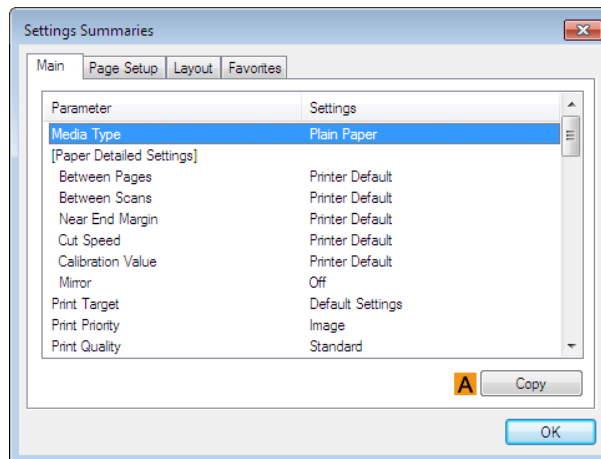 Settings Summaries
Main Page Setup Layout Favorites
Parameter Settings
Media Type Plain Paper
[Paper Detailed Settings]
Between Pages Printer Default
Between Scans Printer Default
Near End Margin Printer Default
Cut Speed Printer Default
Calibration Value Printer Default
Mirror Off
Print Target Default Settings
Print Priority Image
Print Quality Standard
A Copy
OK